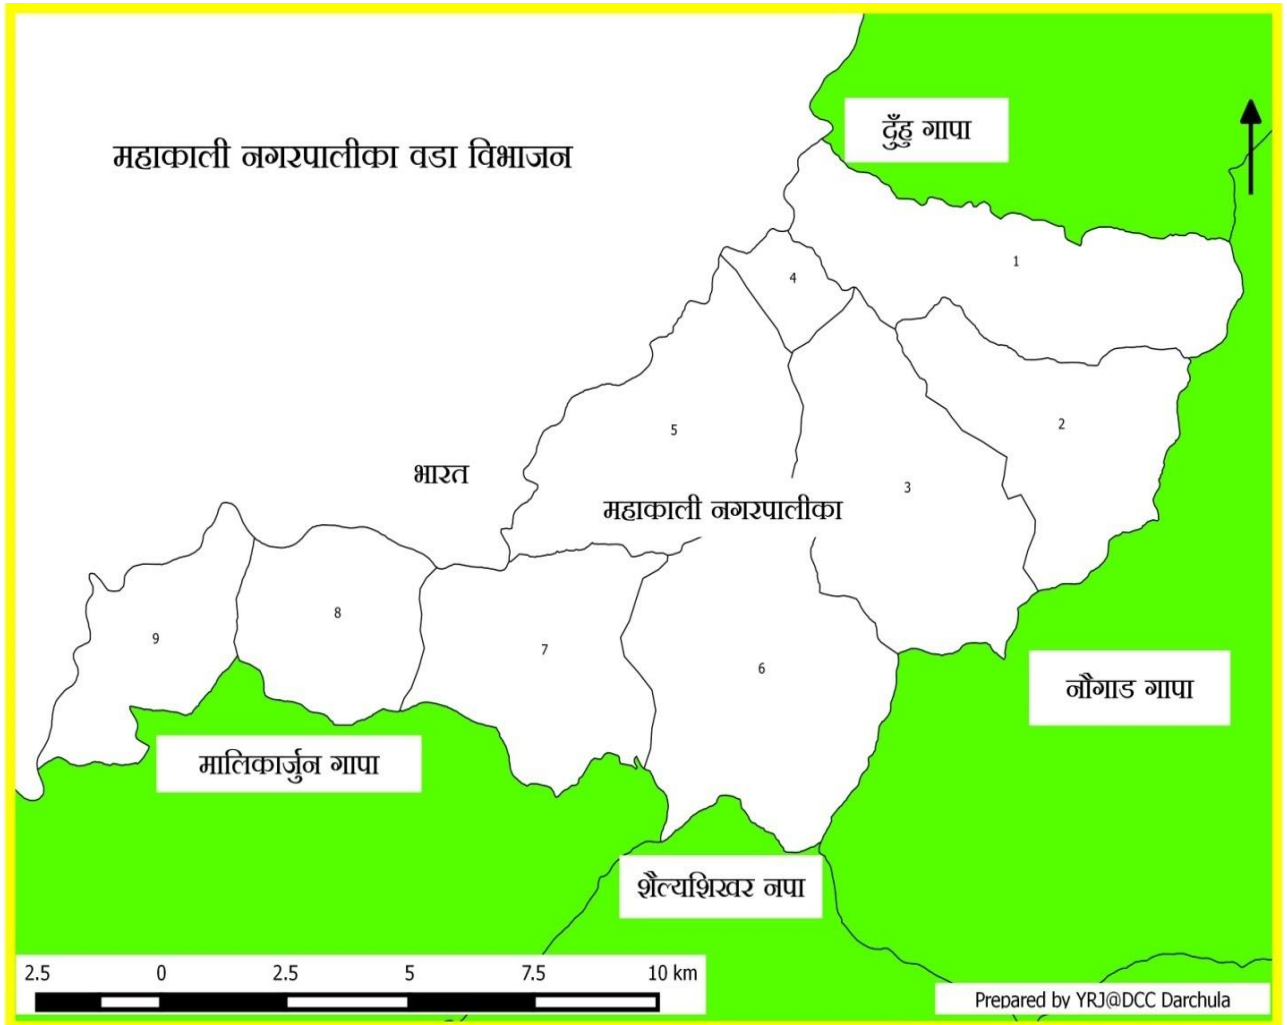 महाकाली नगरपालीका वडा विभाजन
दुँहु गापा
1
4
2
5
भारत
3
महाकाली नगरपालीका
8
9
7
6
नौगाड गापा
मालिकार्जुन गापा
शैल्यशिखर नपा
2.5 0 2.5 5 7.5 10 km
Prepared by YRJ@DCC Darchula